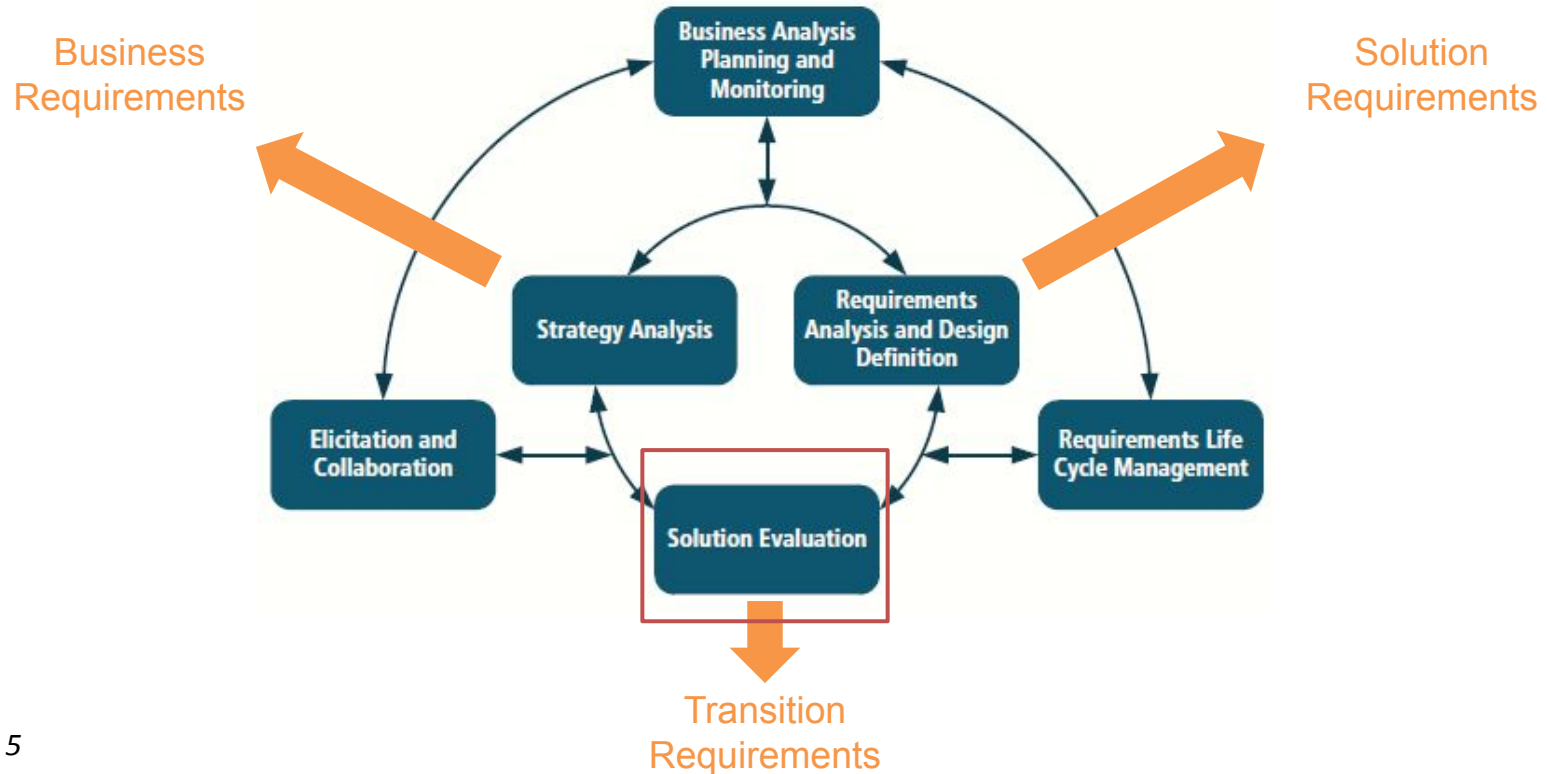 Business
Requirements
Business Analysis
Planning and
Monitoring
Solution
Requirements
Strategy Analysis
Requirements
Analysis and Design
Definition
Elicitation and
Collaboration
Requirements Life
Cycle Management
Solution Evaluation
Transition
Requirements
5